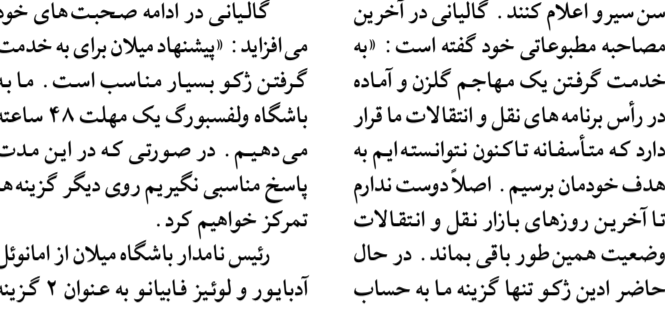 سن سیرو اعلام کنند . گالیانی در آخرین
مصاحبه مطبوعاتی خود گفته است : «به
خدمت گرفتن یک مهاجم گلزن و آماده
در رأس برنامه های نقل و انتقالات ما قرار
دارد که متأسفانه تاکنون نتوانسته ایم به
هدف خودمان برسیم . اصلاً دوست ندارم
تا آخرین روزهای بازار نقل و انتقالات
وضعیت همین طور باقی بماند . در حال
حاضر ادین ژکو تنها گزینه ما به حساب
گالیانی در ادامه صحبت های خود
می افزاید : «پیشنهاد میلان برای به خدمت
گرفتن ژکو بسیار مناسب است . ما به
باشگاه ولفسبورگ یک مهلت ۴۸ ساعته
می دهیم . در صورتی که در این مدت
پاسخ مناسبی نگیریم روی دیگر گزینه ها
تمرکز خواهیم کرد .
رئیس نامدار باشگاه میلان از امانوئل
آدبایور و لوئیز فابیانو به عنوان ۲ گزینه